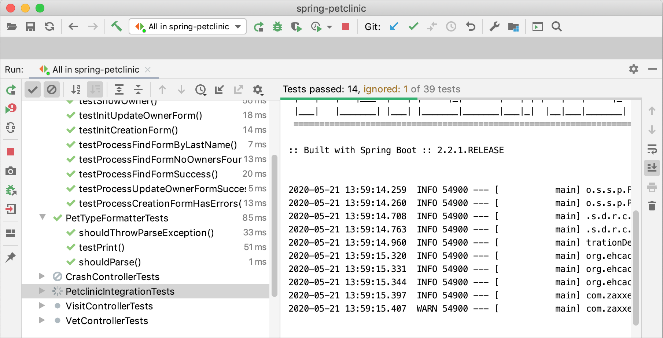 spring-petclinic
All in spring-petclinic
Git:
Run:
All in spring-petclinic
Tests passed: 14, ignored: 1 of 39 tests
testInitUpdateOwnerForm() 18 ms
testInitCreationForm() 14 ms
testProcessFindFormByLastName() 7 ms
testProcessFindFormNoOwnersFour 13 ms
testProcessFindFormSuccess() 20 ms
testProcessUpdateOwnerFormSucce 5 ms
testProcessCreationFormHasErrors( 13 ms
PetTypeFormatterTests 85 ms
shouldThrowParseException() 33 ms
testPrint() 51 ms
shouldParse() 1 ms
CrashControllerTests
PetclinicIntegrationTests
VisitControllerTests
VetControllerTests
:: Built with Spring Boot :: 2.2.1.RELEASE
2020-05-21 13:59:14.259 INFO 54900 --- [ main] o.s.s.p.P
2020-05-21 13:59:14.260 INFO 54900 --- [ main] o.s.s.p.P
2020-05-21 13:59:14.708 INFO 54900 --- [ main] .s.d.r.c.
2020-05-21 13:59:14.763 INFO 54900 --- [ main] .s.d.r.c.
2020-05-21 13:59:14.960 INFO 54900 --- [ main] trationDe
2020-05-21 13:59:15.320 INFO 54900 --- [ main] org.ehcac
2020-05-21 13:59:15.331 INFO 54900 --- [ main] org.ehcac
2020-05-21 13:59:15.344 INFO 54900 --- [ main] org.ehcac
2020-05-21 13:59:15.397 INFO 54900 --- [ main] com.zaxxe
2020-05-21 13:59:15.407 WARN 54900 --- [ main] com.zaxxe